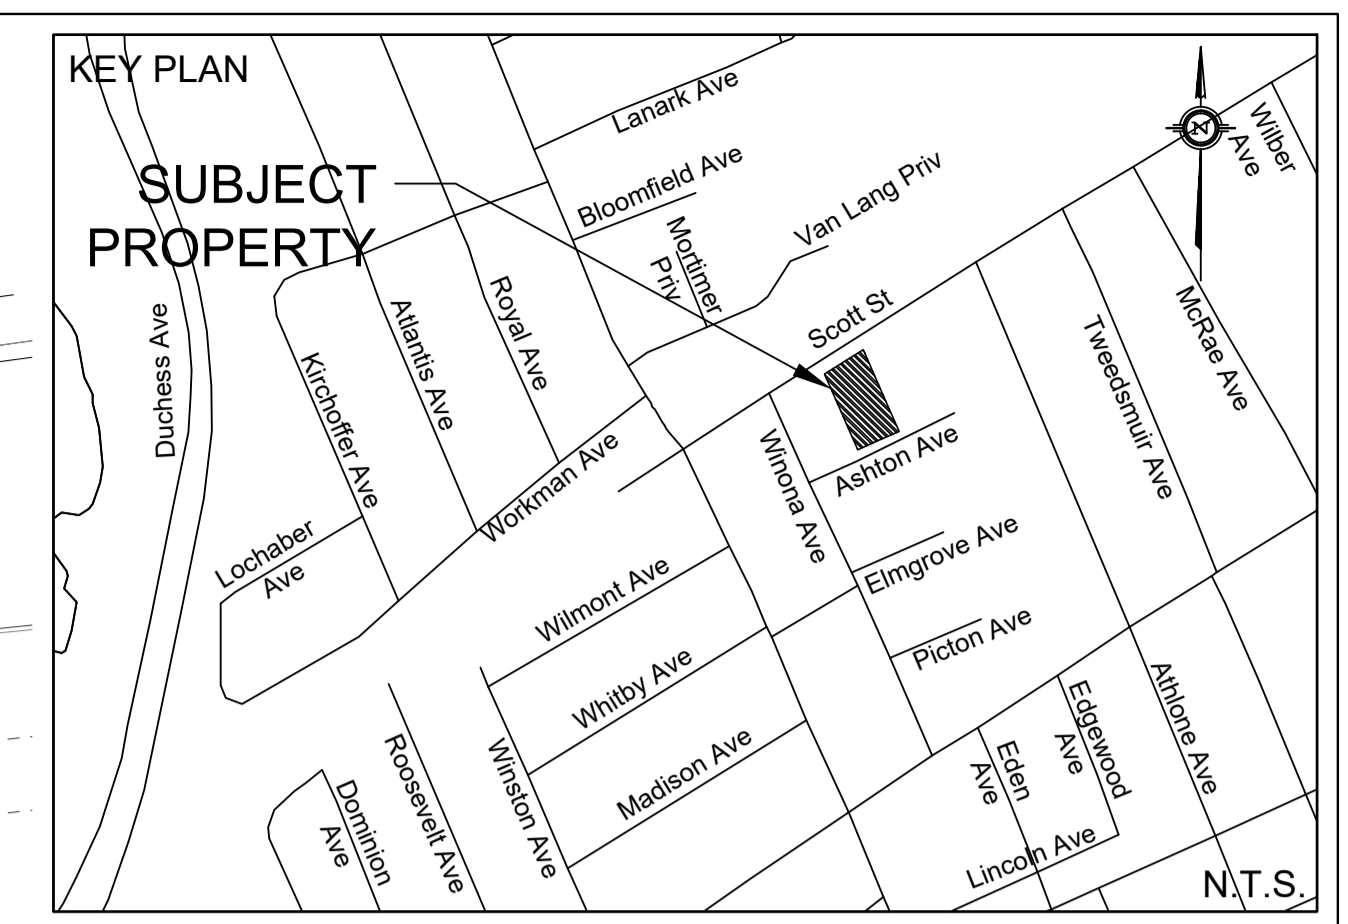 KEY PLAN
SUBJECT
PROPERTY
Lanark Ave
Bloomfield Ave
Mortimer
Priv
Van Lang Priv
Wilber
Ave
N
Scott St
McRae Ave
Tweedsmuir Ave
Duchess Ave
Kirchoffer Ave
Atlantis Ave
Royal Ave
Workman Ave
Winona Ave
Ashton Ave
Lochaber
Ave
Elmgrove Ave
Wilmont Ave
Picton Ave
Whitby Ave
Madison Ave
Athlone Ave
Edgewood
Ave
Eden
Ave
Winston Ave
Roosevelt Ave
Dominion
Ave
Lincoln Ave
N.T.S.